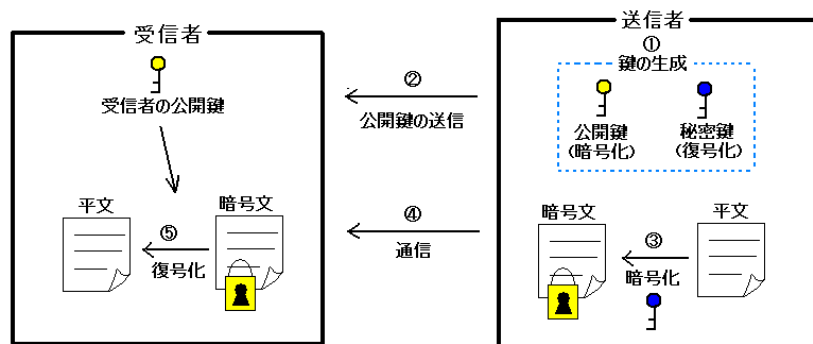 受信者
受信者の公開鍵
平文
暗号文
⑤
復号化
②
公開鍵の送信
④
通信
送信者
①
鍵の生成
公開鍵
(暗号化)
秘密鍵
(復号化)
暗号文
平文
③
暗号化